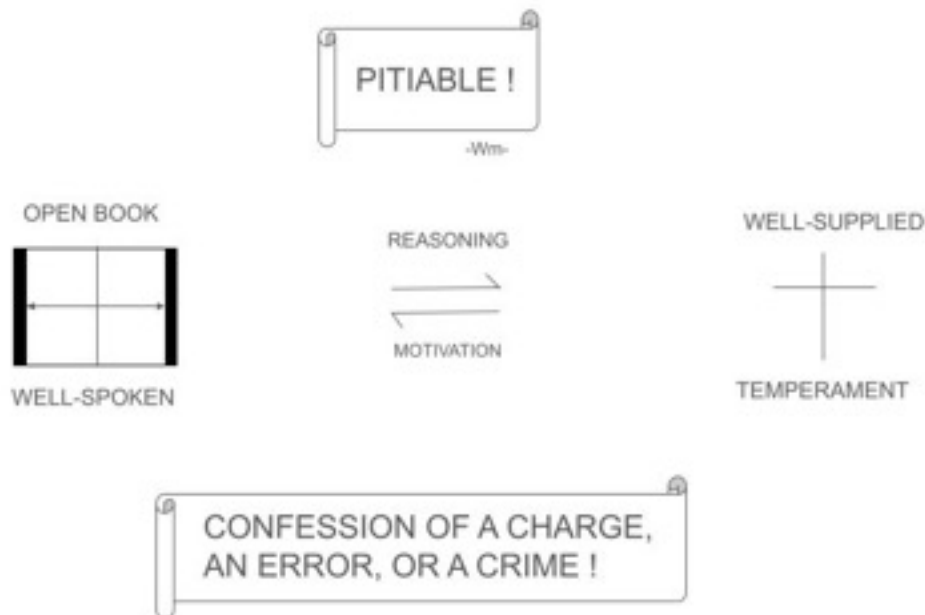 PITIABLE !
-Wm-
OPEN BOOK
WELL-SPOKEN
REASONING
MOTIVATION
WELL-SUPPLIED
TEMPERAMENT
CONFESSION OF A CHARGE,
AN ERROR, OR A CRIME !